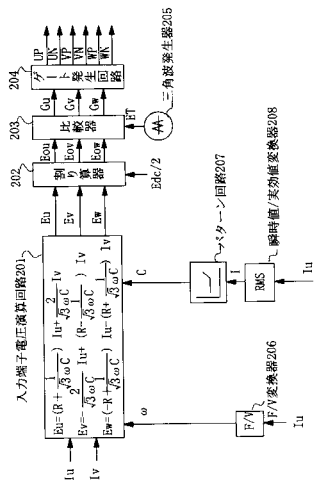 入力端子電圧演算回路201
Iu
Iv
Eu=(R+1/√3ωC) Iu+2/√3ωC Iv
Ev=-2/√3ωC Iu+(R-1/√3ωC) Iv
Ew=(-R+1/√3ωC) Iu-(R+1/√3ωC) Iv
Eu
Ev
Ew
202
割り算器
Edc/2
Eou
Eov
Eow
203
比較器
ET
三角波発生器205
Gu
Gv
Gw
204
ゲート発生回路
UP
UN
VP
VN
WP
WN
ω
F/V
F/V変換器206
Iu
C
パターン回路207
I
RMS
瞬時値/実効値変換器208
Iu